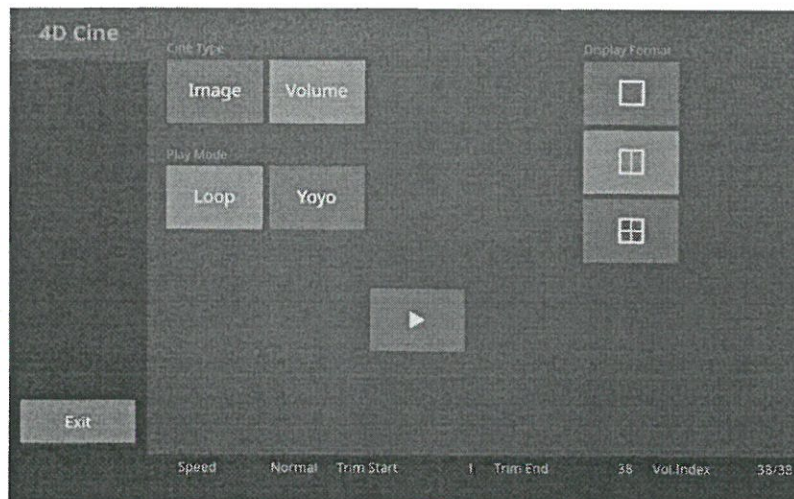 4D Cine
Cine Type
Display Format
Image
Volume
Play Mode
Loop
Yoyo
Exit
Speed Normal Trim Start 1 Trim End 38 Vol.Index 38/38